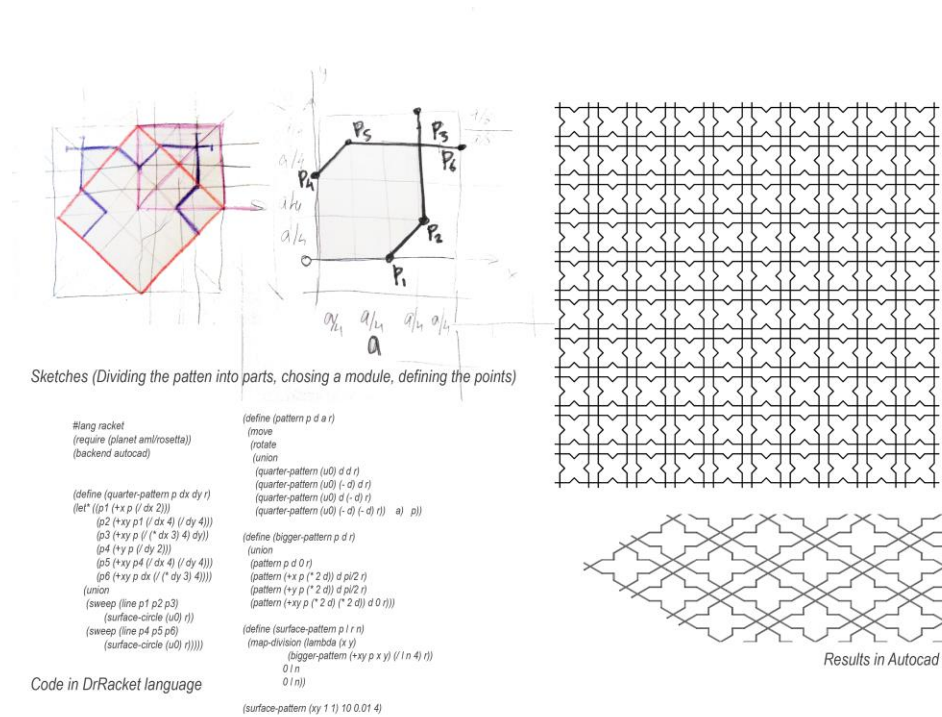 y
P5
P3
P6
a/4
P4
a/4
P2
a/4
P1
x
a/4 a/4 a/4 a/4
a
Sketches (Dividing the patten into parts, chosing a module, defining the points)
#lang racket
(require (planet aml/rosetta))
(backend autocad)
(define (quarter-pattern p dx dy r)
(let* ((p1 (+x p (/ dx 2)))
(p2 (+xy p1 (/ dx 4) (/ dy 4)))
(p3 (+xy p (/ (* dx 3) 4) dy))
(p4 (+y p (/ dy 2)))
(p5 (+xy p4 (/ dx 4) (/ dy 4)))
(p6 (+xy p dx (/ (* dy 3) 4))))
(union
(sweep (line p1 p2 p3)
(surface-circle (u0) r))
(sweep (line p4 p5 p6)
(surface-circle (u0) r)))))
Code in DrRacket language
(define (pattern p d a r)
(move
(rotate
(union
(quarter-pattern (u0) d d r)
(quarter-pattern (u0) (- d) d r)
(quarter-pattern (u0) d (- d) r)
(quarter-pattern (u0) (- d) (- d) r)) a) p))
(define (bigger-pattern p d r)
(union
(pattern p d 0 r)
(pattern (+x p (* 2 d)) d pi/2 r)
(pattern (+y p (* 2 d)) d pi/2 r)
(pattern (+xy p (* 2 d) (* 2 d)) d 0 r)))
(define (surface-pattern p l r n)
(map-division (lambda (x y)
(bigger-pattern (+xy p x y) (/ l n 4) r))
0 l n
0 l n))
(surface-pattern (xy 1 1) 10 0.01 4)
Results in Autocad